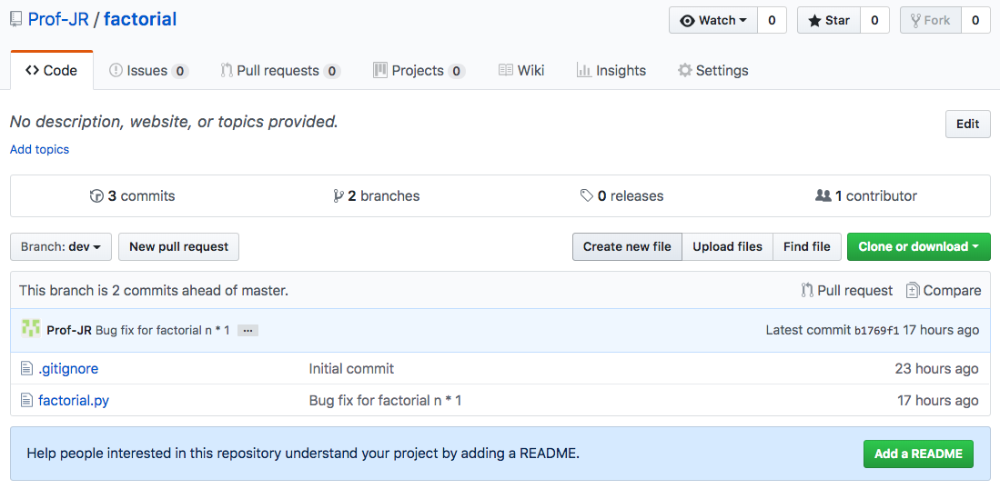 Prof-JR / factorial Watch 0 Star 0 Fork 0
Code Issues 0 Pull requests 0 Projects 0 Wiki Insights Settings
No description, website, or topics provided. Edit
Add topics
3 commits 2 branches 0 releases 1 contributor
Branch: dev New pull request Create new file Upload files Find file Clone or download
This branch is 2 commits ahead of master. Pull request Compare
Prof-JR Bug fix for factorial n * 1 ... Latest commit b1769f1 17 hours ago
.gitignore Initial commit 23 hours ago
factorial.py Bug fix for factorial n * 1 17 hours ago
Help people interested in this repository understand your project by adding a README. Add a README